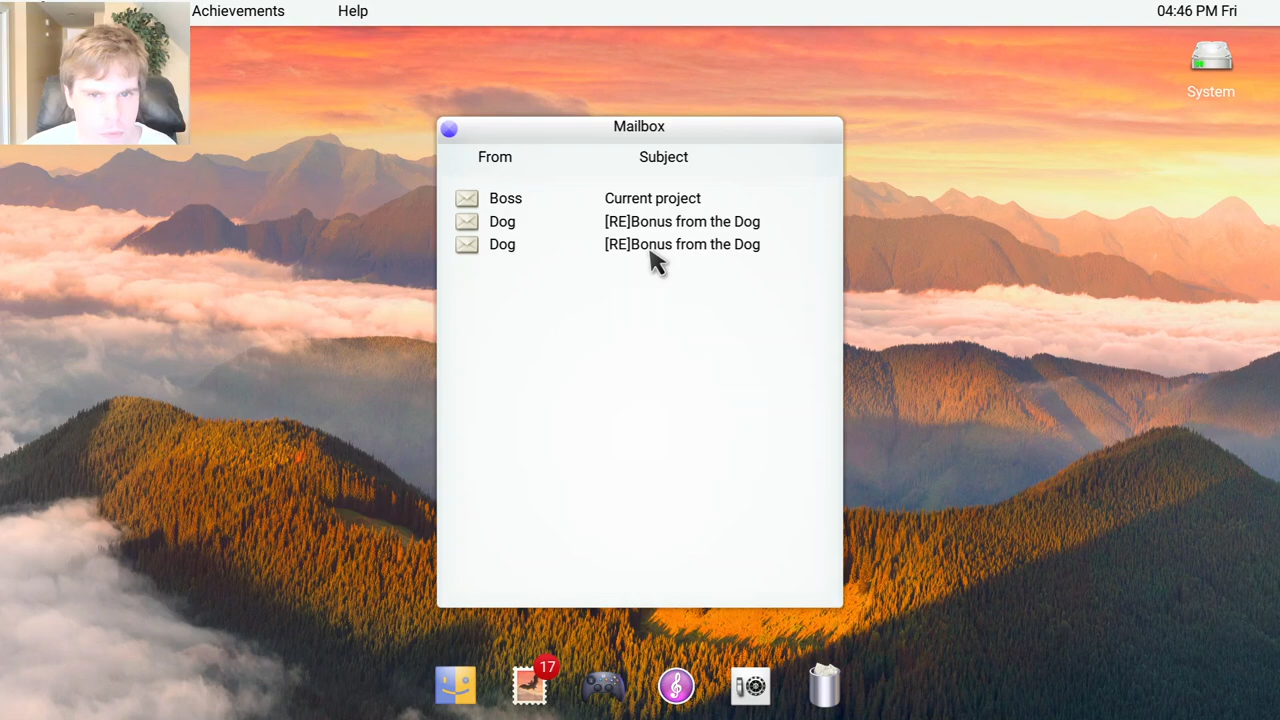 Achievements Help 04:46 PM Fri
System
Mailbox
From Subject
Boss Current project
Dog [RE]Bonus from the Dog
Dog [RE]Bonus from the Dog
17